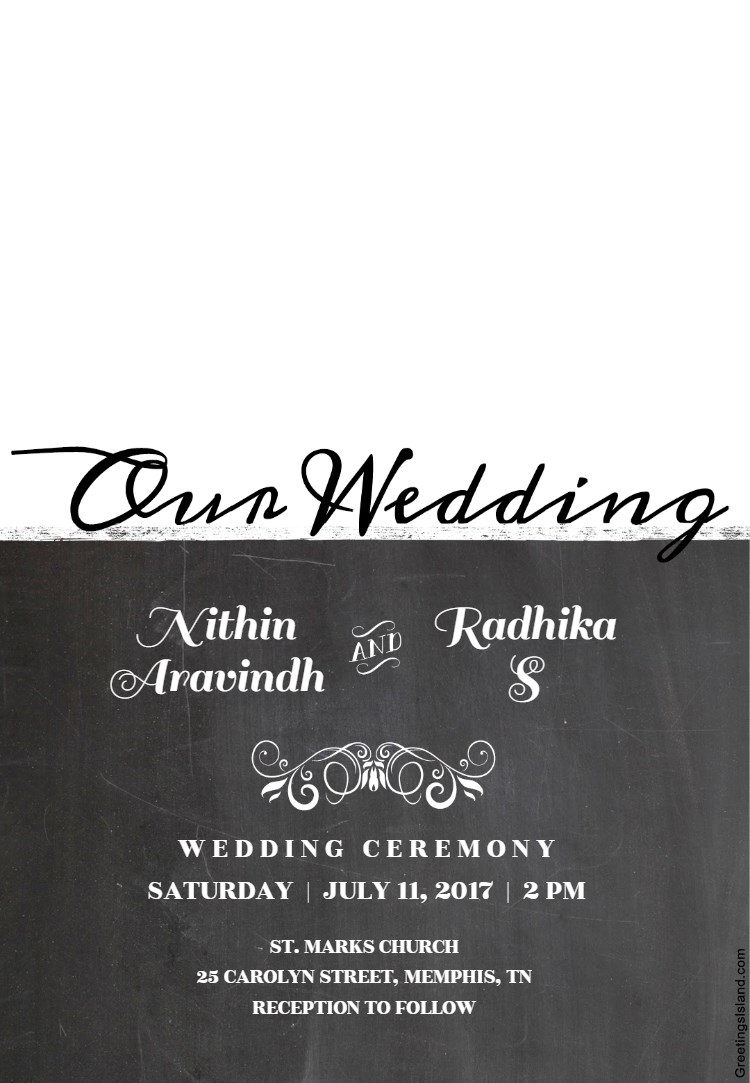 Our Wedding
Nithin
Aravindh
AND
Radhika
S
WEDDING CEREMONY
SATURDAY | JULY 11, 2017 | 2 PM
ST. MARKS CHURCH
25 CAROLYN STREET, MEMPHIS, TN
RECEPTION TO FOLLOW
GreetingsIsland.com